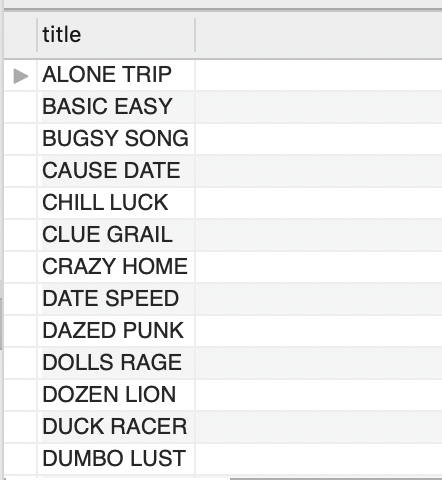 title
ALONE TRIP
BASIC EASY
BUGSY SONG
CAUSE DATE
CHILL LUCK
CLUE GRAIL
CRAZY HOME
DATE SPEED
DAZED PUNK
DOLLS RAGE
DOZEN LION
DUCK RACER
DUMBO LUST